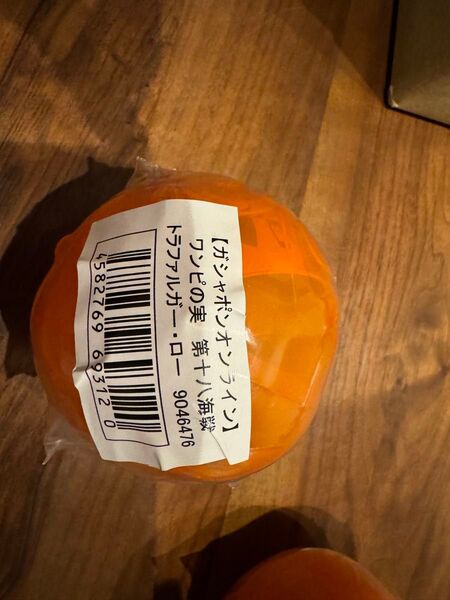 【ガシャポンオンライン】
ワンピの実 第十八海戦
トラファルガー・ロー 9046476
4582769 693120